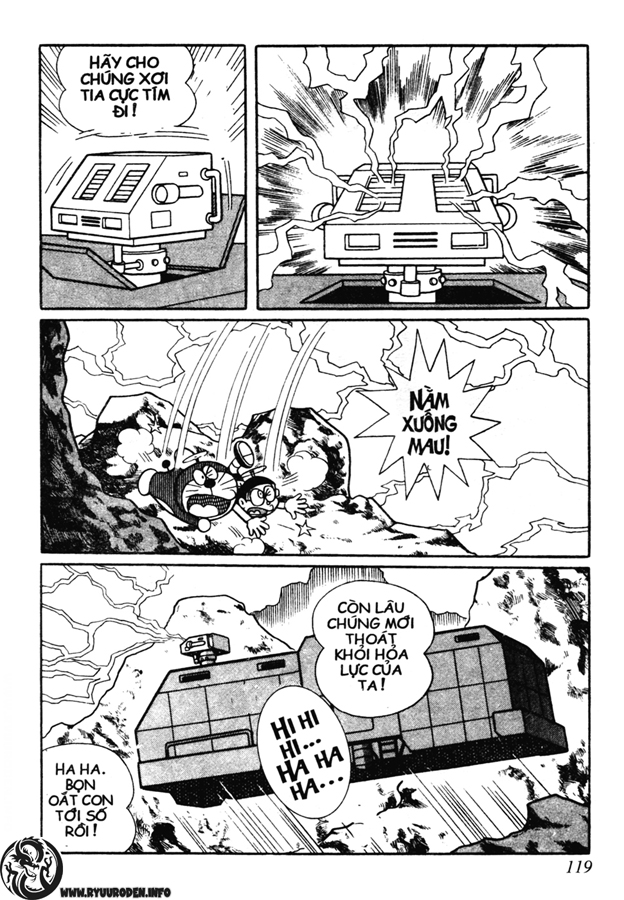 HÃY CHO
CHÚNG XƠI
TIA CỰC TÍM
ĐI!
NẰM
XUỐNG
MAU!
CÒN LÂU
CHÚNG MỚI
THOÁT
KHỎI HỎA
LỰC CỦA
TA!
HI HI
HI...
HA HA
HA...
HA HA.
BỌN
OẮT CON
TỚI SỐ
RỒI!
119
WWW.RYUURODEN.INFO